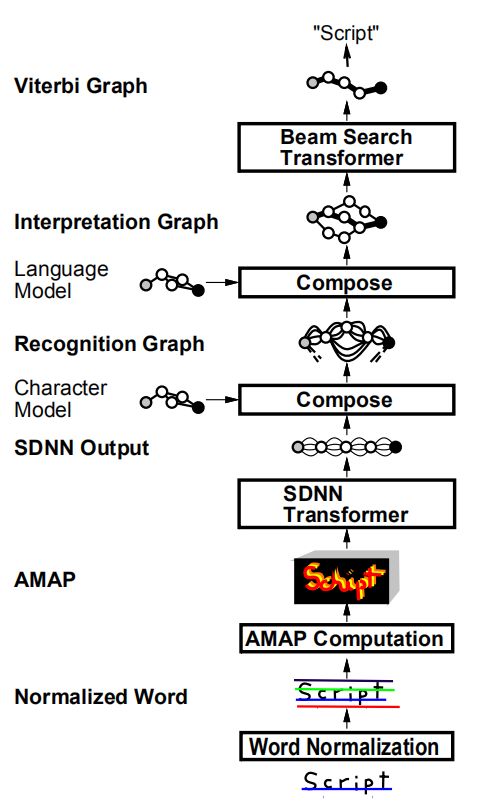 "Script"
Viterbi Graph
Beam Search
Transformer
Interpretation Graph
Language
Model
Compose
Recognition Graph
Character
Model
Compose
SDNN Output
SDNN
Transformer
AMAP
Script
AMAP Computation
Normalized Word
Script
Word Normalization
Script